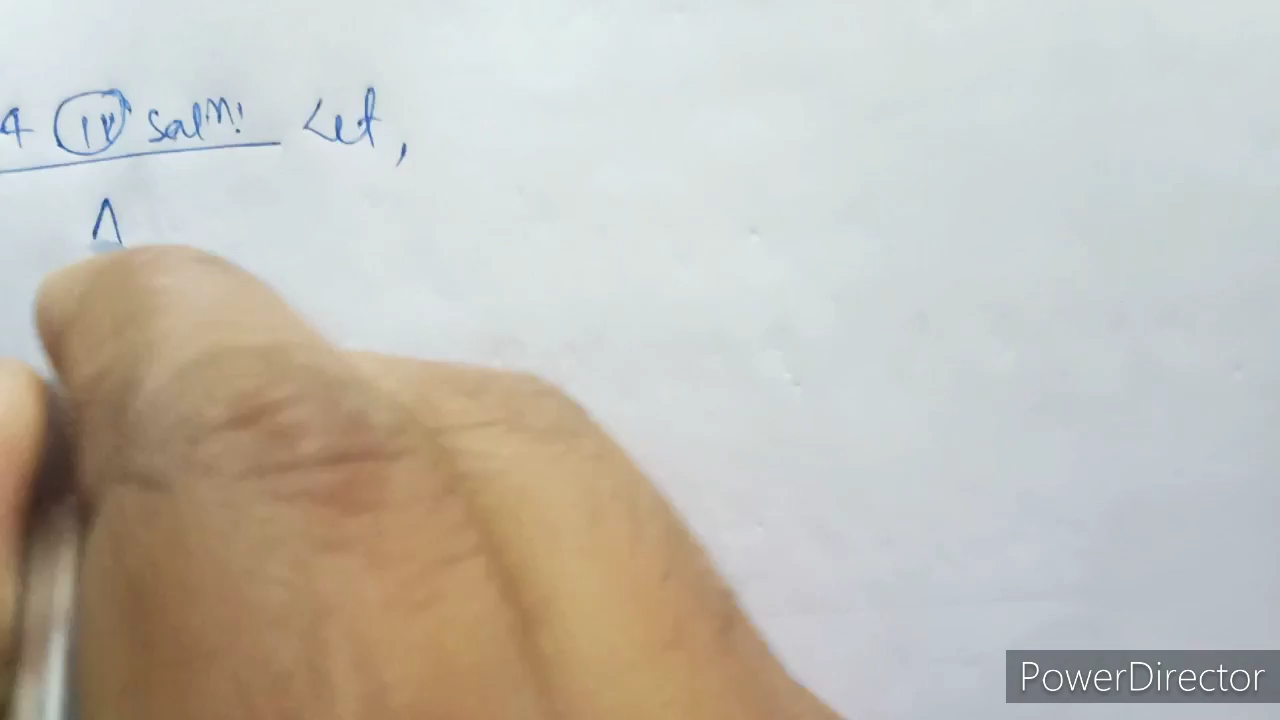 4 (iv) solⁿ: Let,
A
PowerDirector